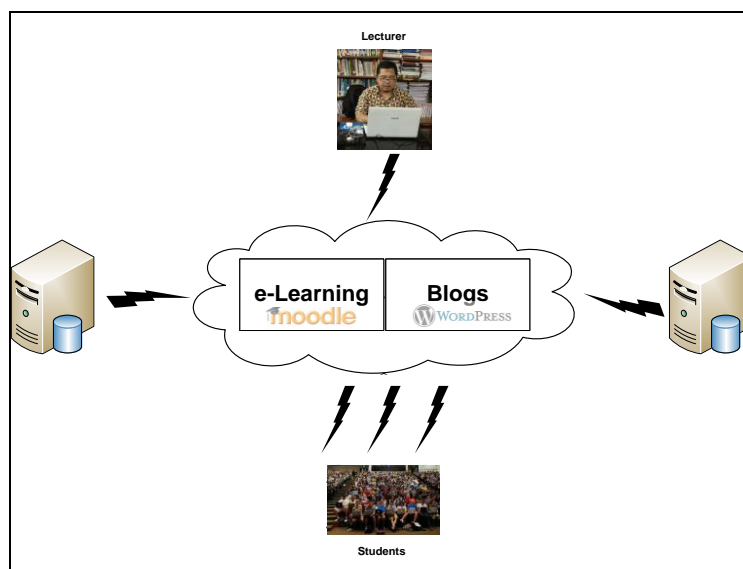 Lecturer
e-Learning
moodle
Blogs
WORDPRESS
Students